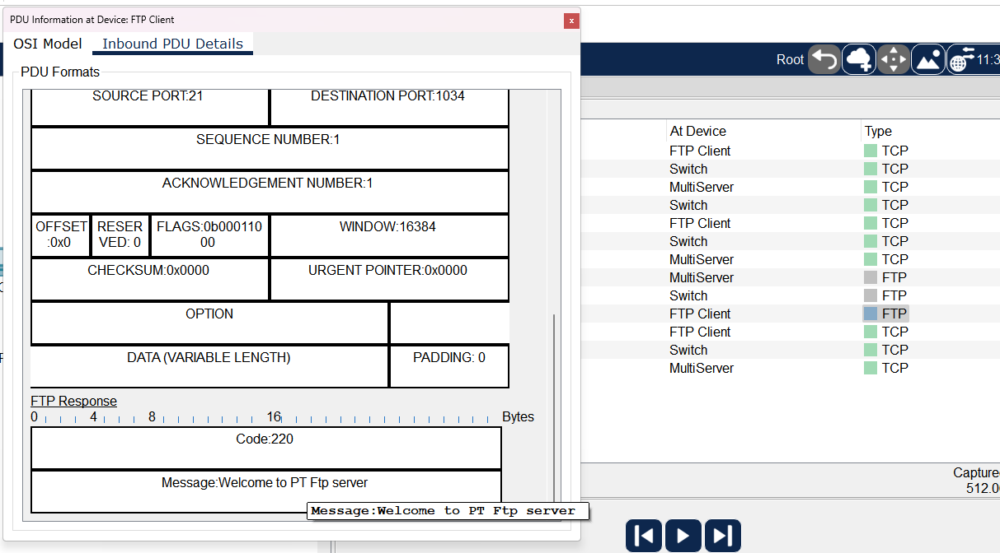 PDU Information at Device: FTP Client
x
OSI Model Inbound PDU Details
PDU Formats
SOURCE PORT:21 DESTINATION PORT:1034
SEQUENCE NUMBER:1
ACKNOWLEDGEMENT NUMBER:1
OFFSET RESER FLAGS:0b000110 WINDOW:16384
:0x0 VED: 0 00
CHECKSUM:0x0000 URGENT POINTER:0x0000
OPTION
DATA (VARIABLE LENGTH) PADDING: 0
FTP Response
0 4 8 16 Bytes
Code:220
Message:Welcome to PT Ftp server
Message:Welcome to PT Ftp server
Root 11:3
At Device Type
FTP Client TCP
Switch TCP
MultiServer TCP
Switch TCP
FTP Client TCP
Switch TCP
MultiServer TCP
MultiServer FTP
Switch FTP
FTP Client FTP
FTP Client TCP
Switch TCP
MultiServer TCP
Capture
512.0